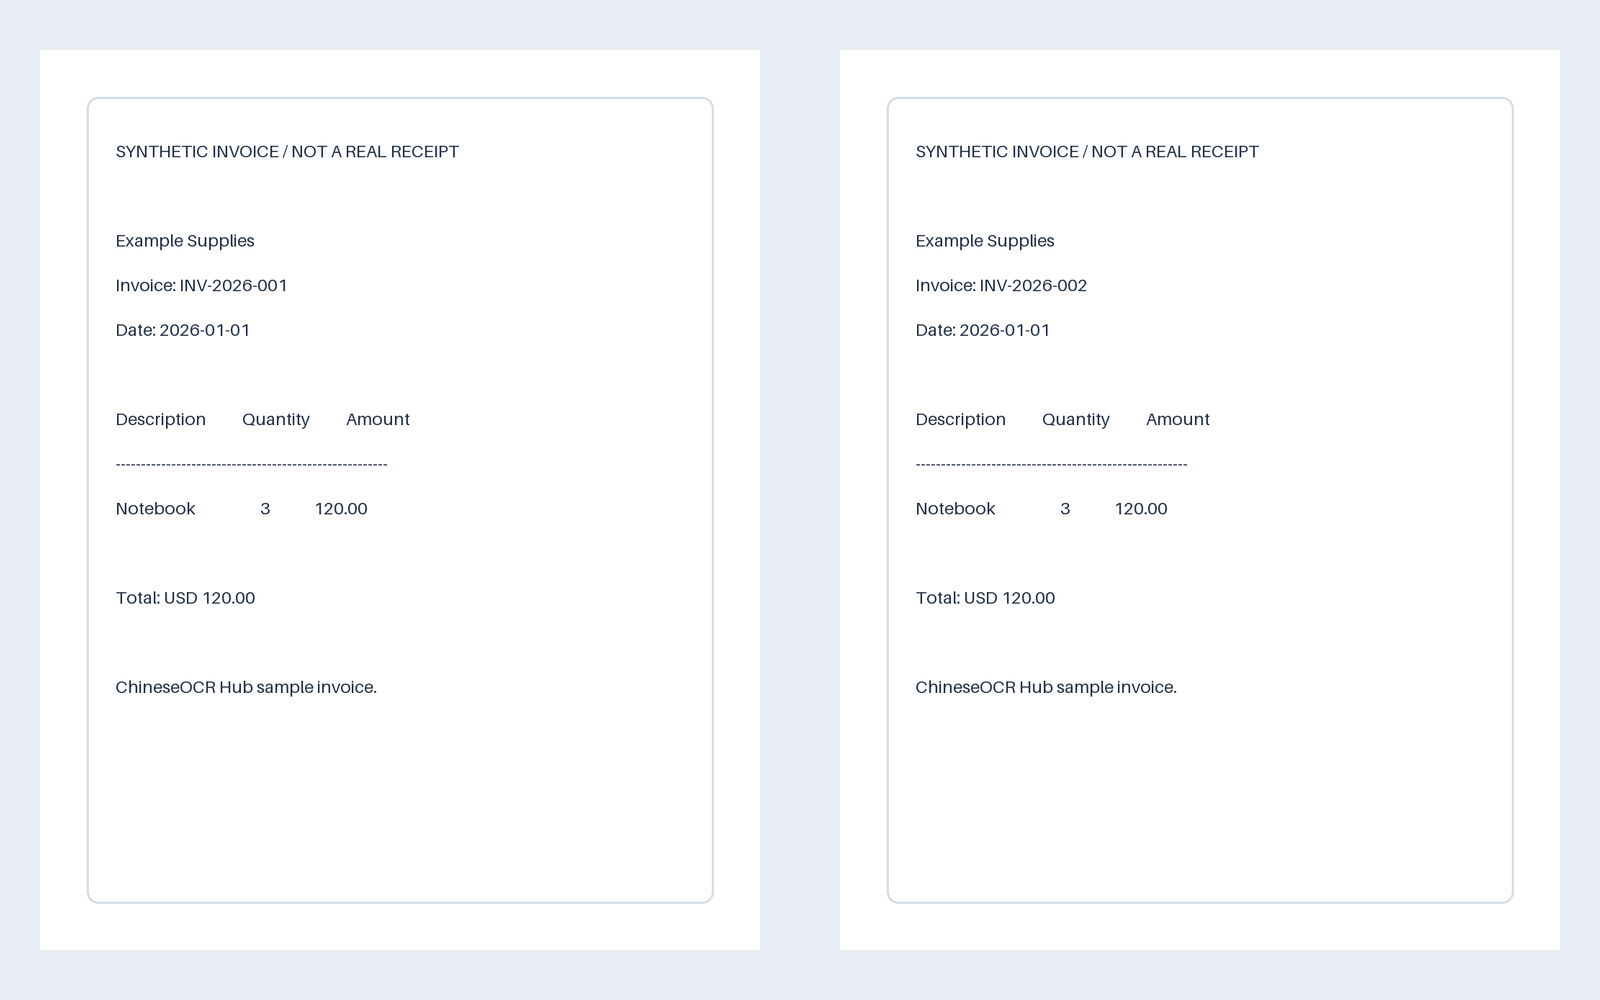 SYNTHETIC INVOICE / NOT A REAL RECEIPT
Example Supplies
Invoice: INV-2026-001
Date: 2026-01-01
Description Quantity Amount
------------------------------------------------------
Notebook 3 120.00
Total: USD 120.00
ChineseOCR Hub sample invoice.
SYNTHETIC INVOICE / NOT A REAL RECEIPT
Example Supplies
Invoice: INV-2026-002
Date: 2026-01-01
Description Quantity Amount
------------------------------------------------------
Notebook 3 120.00
Total: USD 120.00
ChineseOCR Hub sample invoice.